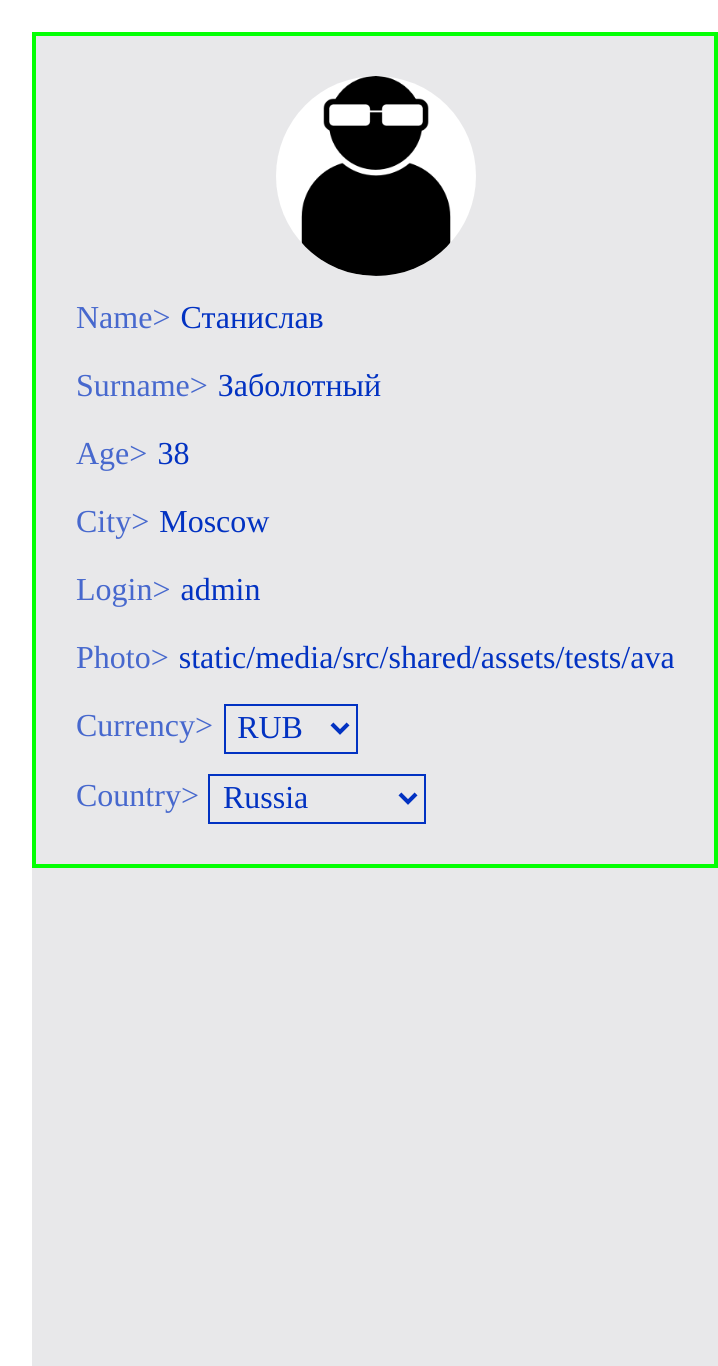 Name> Станислав
Surname> Заболотный
Age> 38
City> Moscow
Login> admin
Photo> static/media/src/shared/assets/tests/ava
Currency> RUB
Country> Russia